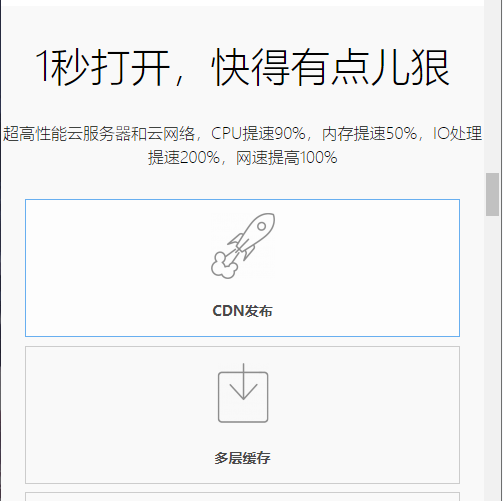 1秒打开，快得有点儿狠
超高性能云服务器和云网络，CPU提速90%，内存提速50%，IO处理
提速200%，网速提高100%
CDN发布
多层缓存